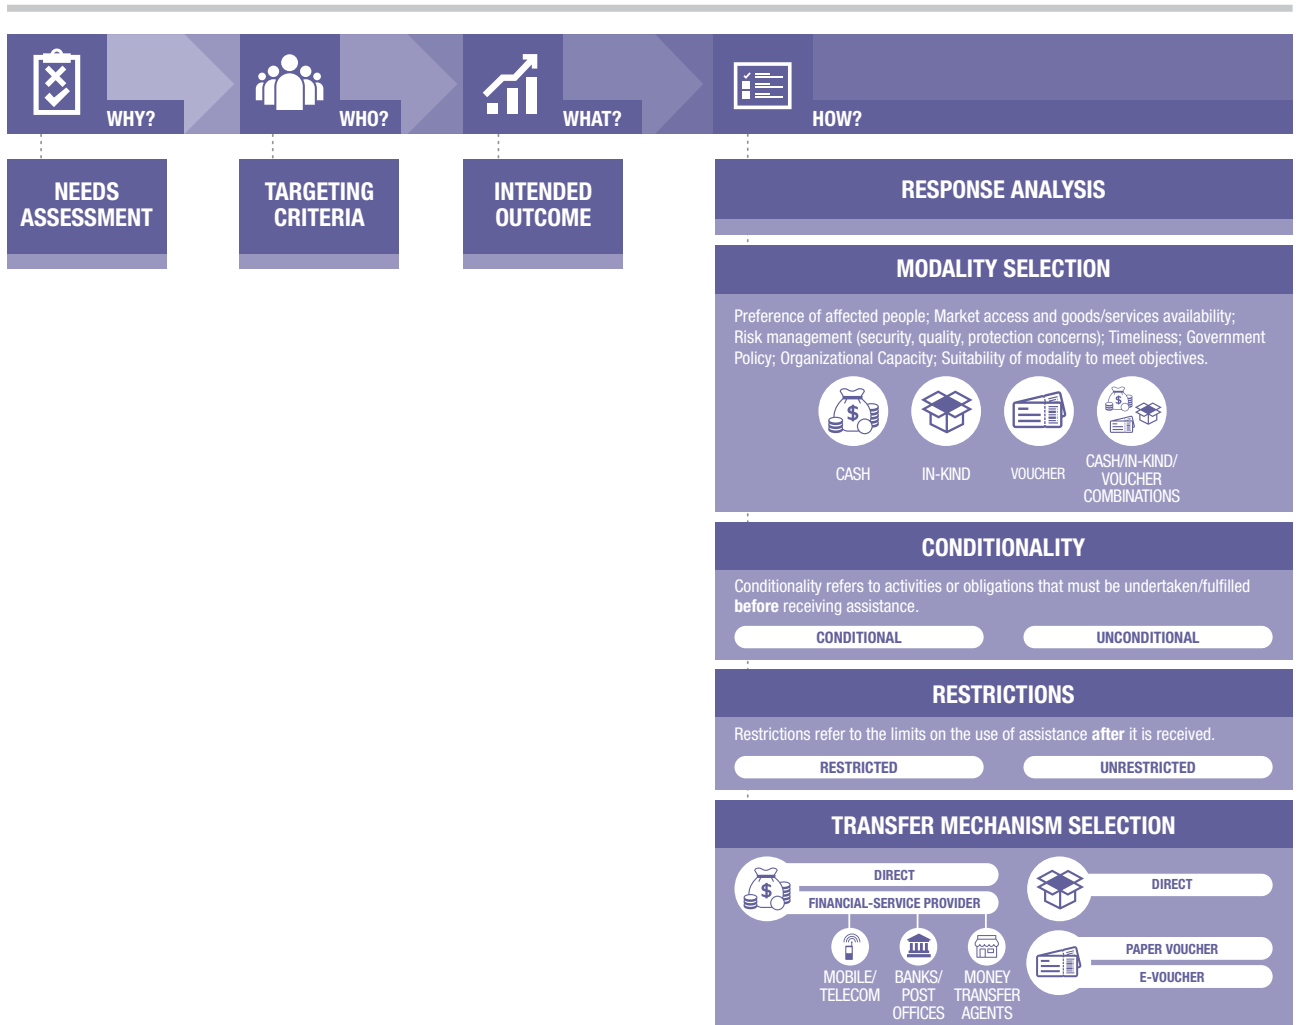 WHY?
WHO?
WHAT?
HOW?
NEEDS
ASSESSMENT
TARGETING
CRITERIA
INTENDED
OUTCOME
RESPONSE ANALYSIS
MODALITY SELECTION
Preference of affected people; Market access and goods/services availability;
Risk management (security, quality, protection concerns); Timeliness; Government
Policy; Organizational Capacity; Suitability of modality to meet objectives.
CASH
IN-KIND
VOUCHER
CASH/IN-KIND/
VOUCHER
COMBINATIONS
CONDITIONALITY
Conditionality refers to activities or obligations that must be undertaken/fulfilled
before receiving assistance.
CONDITIONAL
UNCONDITIONAL
RESTRICTIONS
Restrictions refer to the limits on the use of assistance after it is received.
RESTRICTED
UNRESTRICTED
TRANSFER MECHANISM SELECTION
DIRECT
FINANCIAL-SERVICE PROVIDER
MOBILE/
TELECOM
BANKS/
POST
OFFICES
MONEY
TRANSFER
AGENTS
DIRECT
PAPER VOUCHER
E-VOUCHER